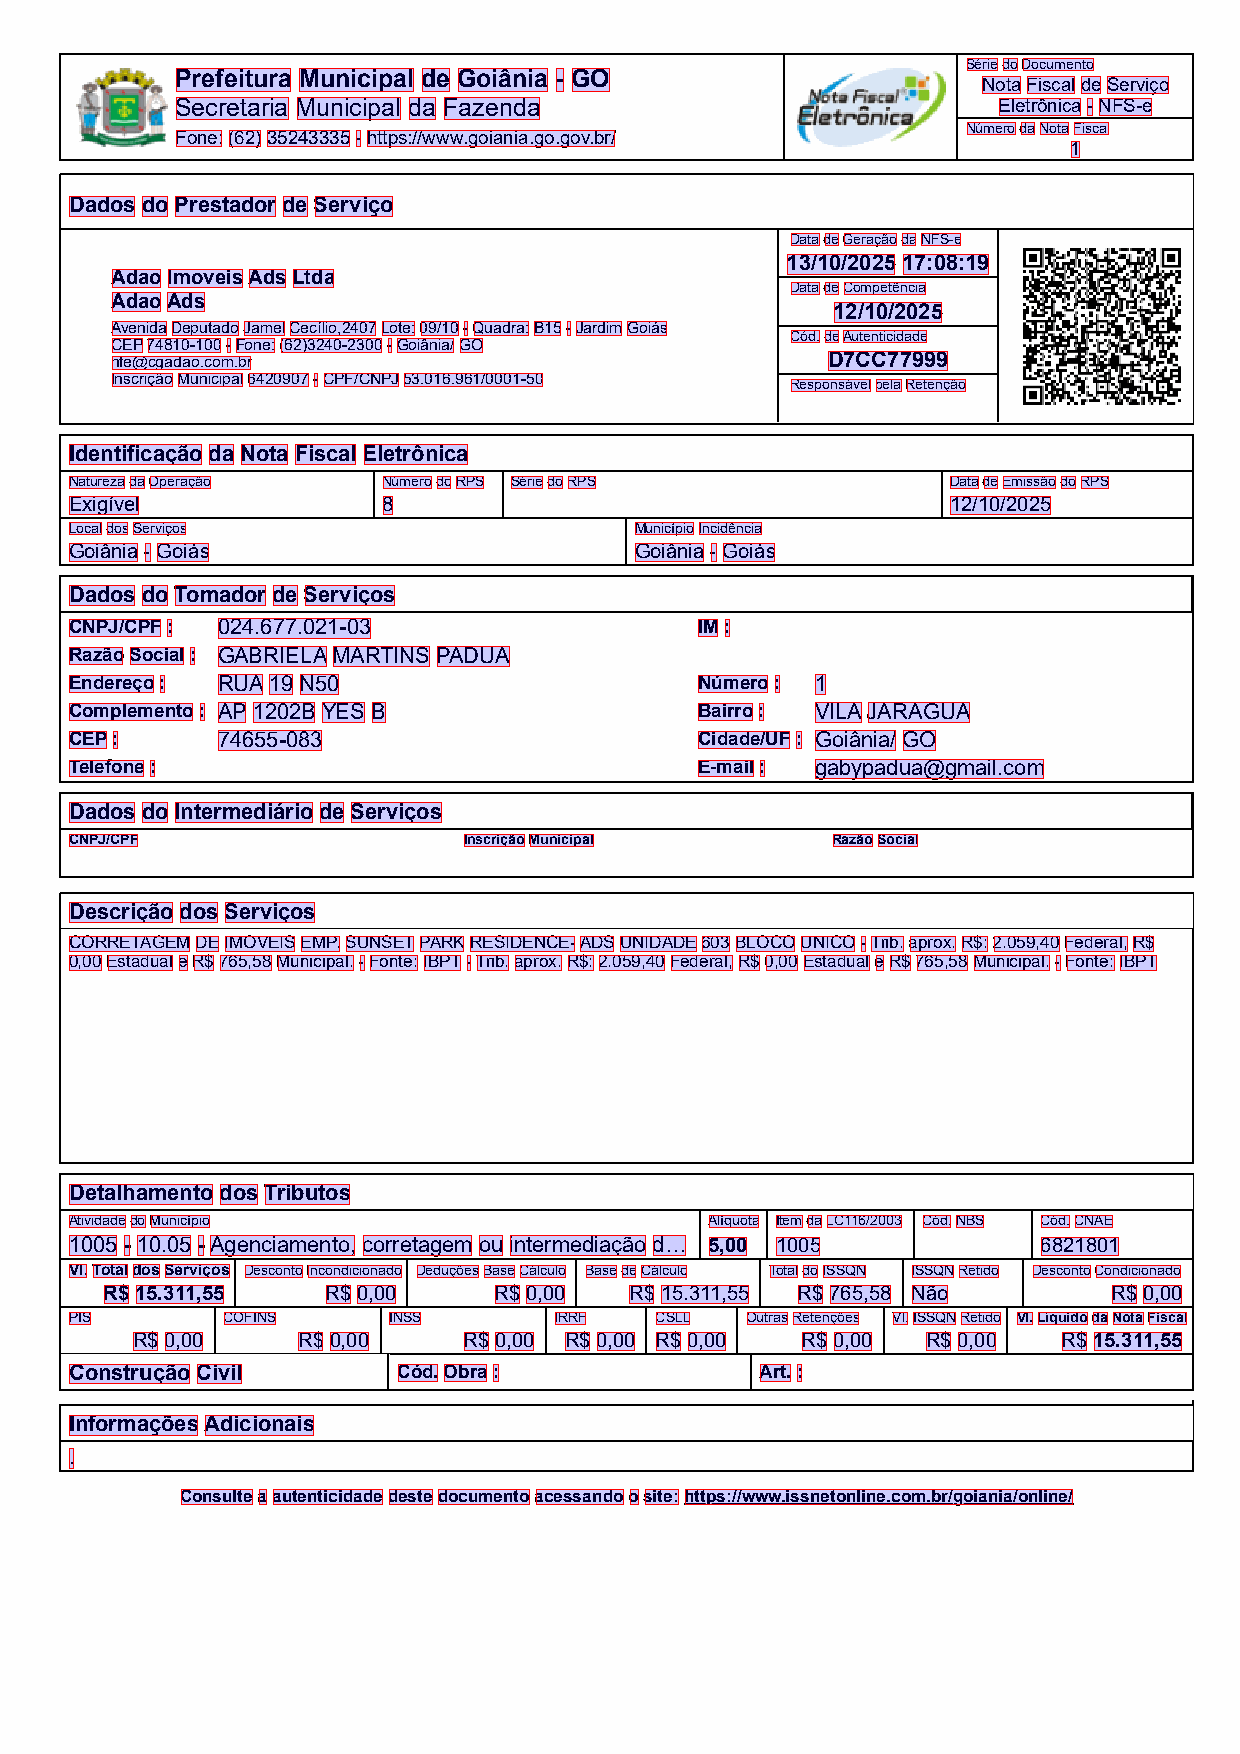 Prefeitura Municipal de Goiânia - GO
Secretaria Municipal da Fazenda
Fone: (62) 35243335 - https://www.goiania.go.gov.br/
Nota Fiscal
Eletrônica
Série do Documento
Nota Fiscal de Serviço
Eletrônica - NFS-e
Número da Nota Fiscal
1
Dados do Prestador de Serviço
Adao Imoveis Ads Ltda
Adao Ads
Avenida Deputado Jamel Cecílio,2407 Lote: 09/10 - Quadra: B15 - Jardim Goiás
CEP 74810-100 - Fone: (62)3240-2300 - Goiânia/ GO
nfe@cgadao.com.br
Inscrição Municipal 6420907 - CPF/CNPJ 53.016.961/0001-50
Data de Geração da NFS-e
13/10/2025 17:08:19
Data de Competência
12/10/2025
Cód. de Autenticidade
D7CC77999
Responsável pela Retenção
Identificação da Nota Fiscal Eletrônica
Natureza da Operação Número do RPS Série do RPS Data de Emissão do RPS
Exigível 8 12/10/2025
Local dos Serviços Município Incidência
Goiânia - Goiás Goiânia - Goiás
Dados do Tomador de Serviços
CNPJ/CPF : 024.677.021-03 IM :
Razão Social : GABRIELA MARTINS PADUA
Endereço : RUA 19 N50 Número : 1
Complemento : AP 1202B YES B Bairro : VILA JARAGUA
CEP : 74655-083 Cidade/UF : Goiânia/ GO
Telefone : E-mail : gabypadua@gmail.com
Dados do Intermediário de Serviços
CNPJ/CPF Inscrição Municipal Razão Social
Descrição dos Serviços
CORRETAGEM DE IMÓVEIS EMP. SUNSET PARK RESIDENCE- ADS UNIDADE 603 BLOCO UNICO - Trib. aprox. R$: 2.059,40 Federal, R$
0,00 Estadual e R$ 765,58 Municipal. - Fonte: IBPT - Trib. aprox. R$: 2.059,40 Federal, R$ 0,00 Estadual e R$ 765,58 Municipal. - Fonte: IBPT
Detalhamento dos Tributos
Atividade do Município Alíquota Item da LC116/2003 Cód. NBS Cód. CNAE
1005 - 10.05 - Agenciamento, corretagem ou intermediação d… 5,00 1005 6821801
Vl. Total dos Serviços Desconto Incondicionado Deduções Base Cálculo Base de Cálculo Total do ISSQN ISSQN Retido Desconto Condicionado
R$ 15.311,55 R$ 0,00 R$ 0,00 R$ 15.311,55 R$ 765,58 Não R$ 0,00
PIS COFINS INSS IRRF CSLL Outras Retenções Vl. ISSQN Retido Vl. Líquido da Nota Fiscal
R$ 0,00 R$ 0,00 R$ 0,00 R$ 0,00 R$ 0,00 R$ 0,00 R$ 0,00 R$ 15.311,55
Construção Civil Cód. Obra : Art. :
Informações Adicionais
.
Consulte a autenticidade deste documento acessando o site: https://www.issnetonline.com.br/goiania/online/